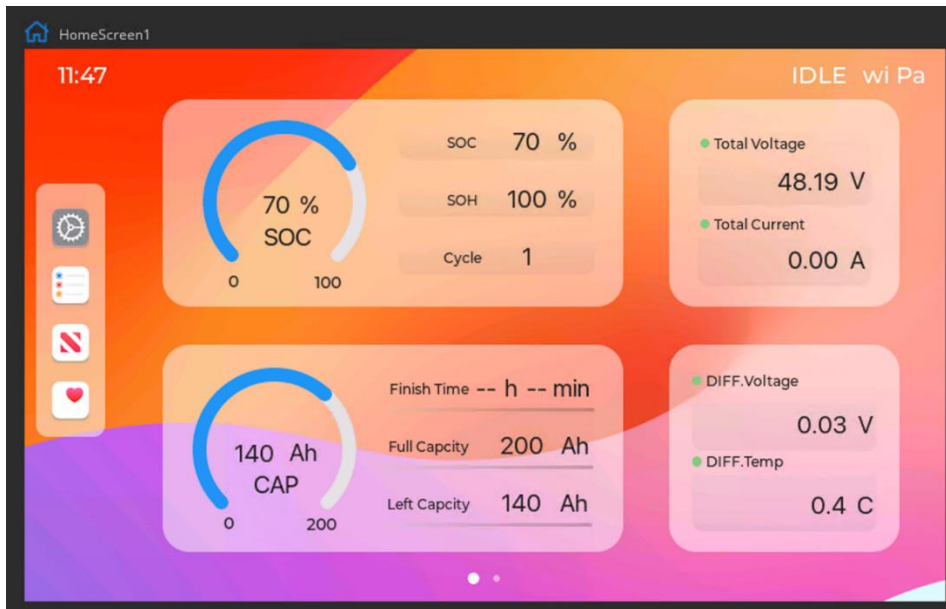 HomeScreen1
11:47
IDLE wi Pa
70 %
SOC
0 100
SOC 70 %
SOH 100 %
Cycle 1
Total Voltage
48.19 V
Total Current
0.00 A
140 Ah
CAP
0 200
Finish Time -- h -- min
Full Capcity 200 Ah
Left Capcity 140 Ah
DIFF.Voltage
0.03 V
DIFF.Temp
0.4 C